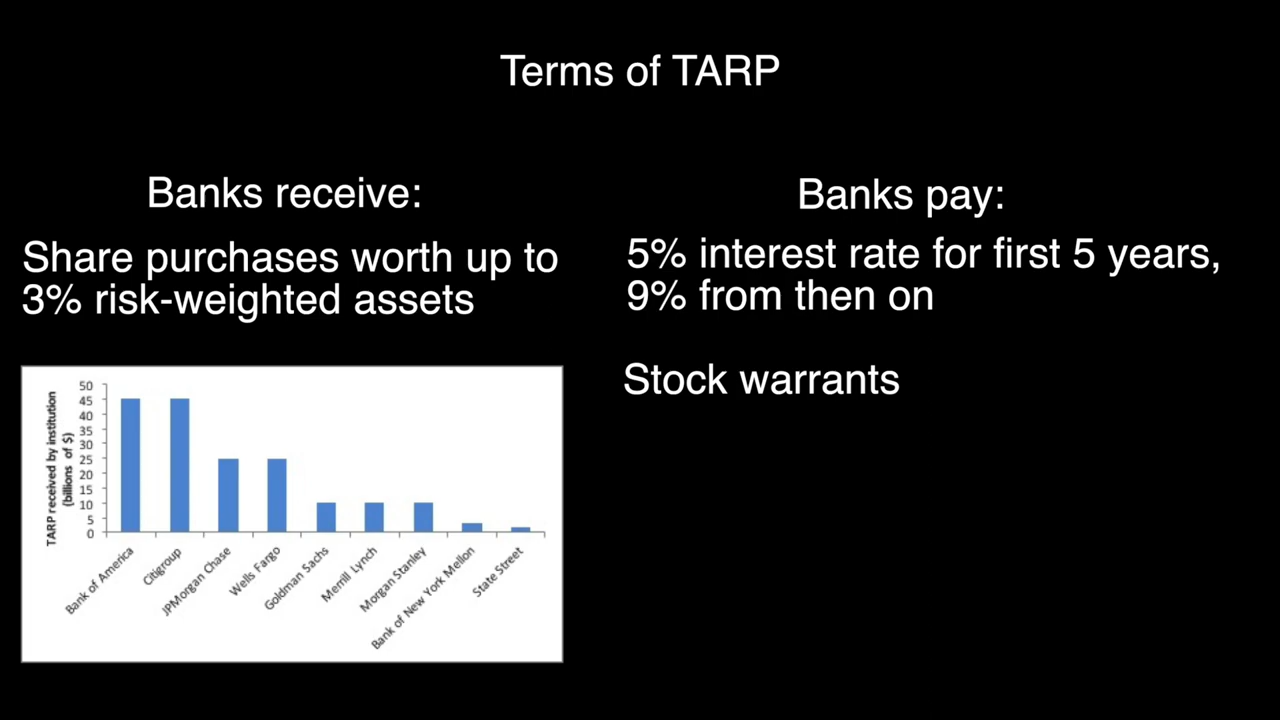 Terms of TARP
Banks receive:
Share purchases worth up to
3% risk-weighted assets
Banks pay:
5% interest rate for first 5 years,
9% from then on
Stock warrants
TARP received by institution
(billions of $)
50
45
40
35
30
25
20
15
10
5
0
Bank of America
Citigroup
JPMorgan Chase
Wells Fargo
Goldman Sachs
Merrill Lynch
Morgan Stanley
Bank of New York Mellon
State Street